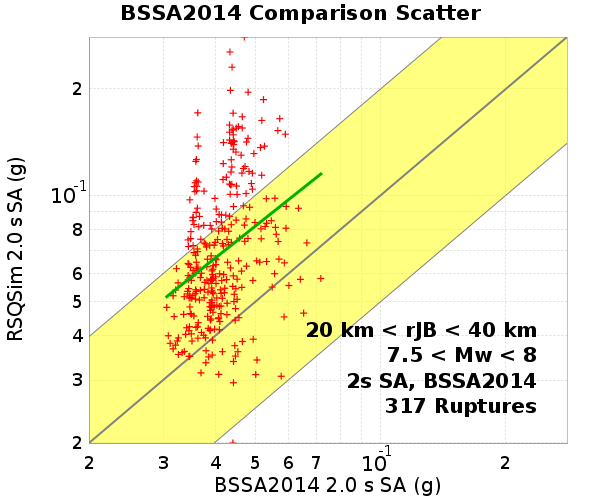 BSSA2014 Comparison Scatter
RSQSim 2.0 s SA (g)
2
10^-1
8
6
5
4
3
2
20 km < rJB < 40 km
7.5 < Mw < 8
2s SA, BSSA2014
317 Ruptures
2 3 4 5 6 7 10^-1 2
BSSA2014 2.0 s SA (g)